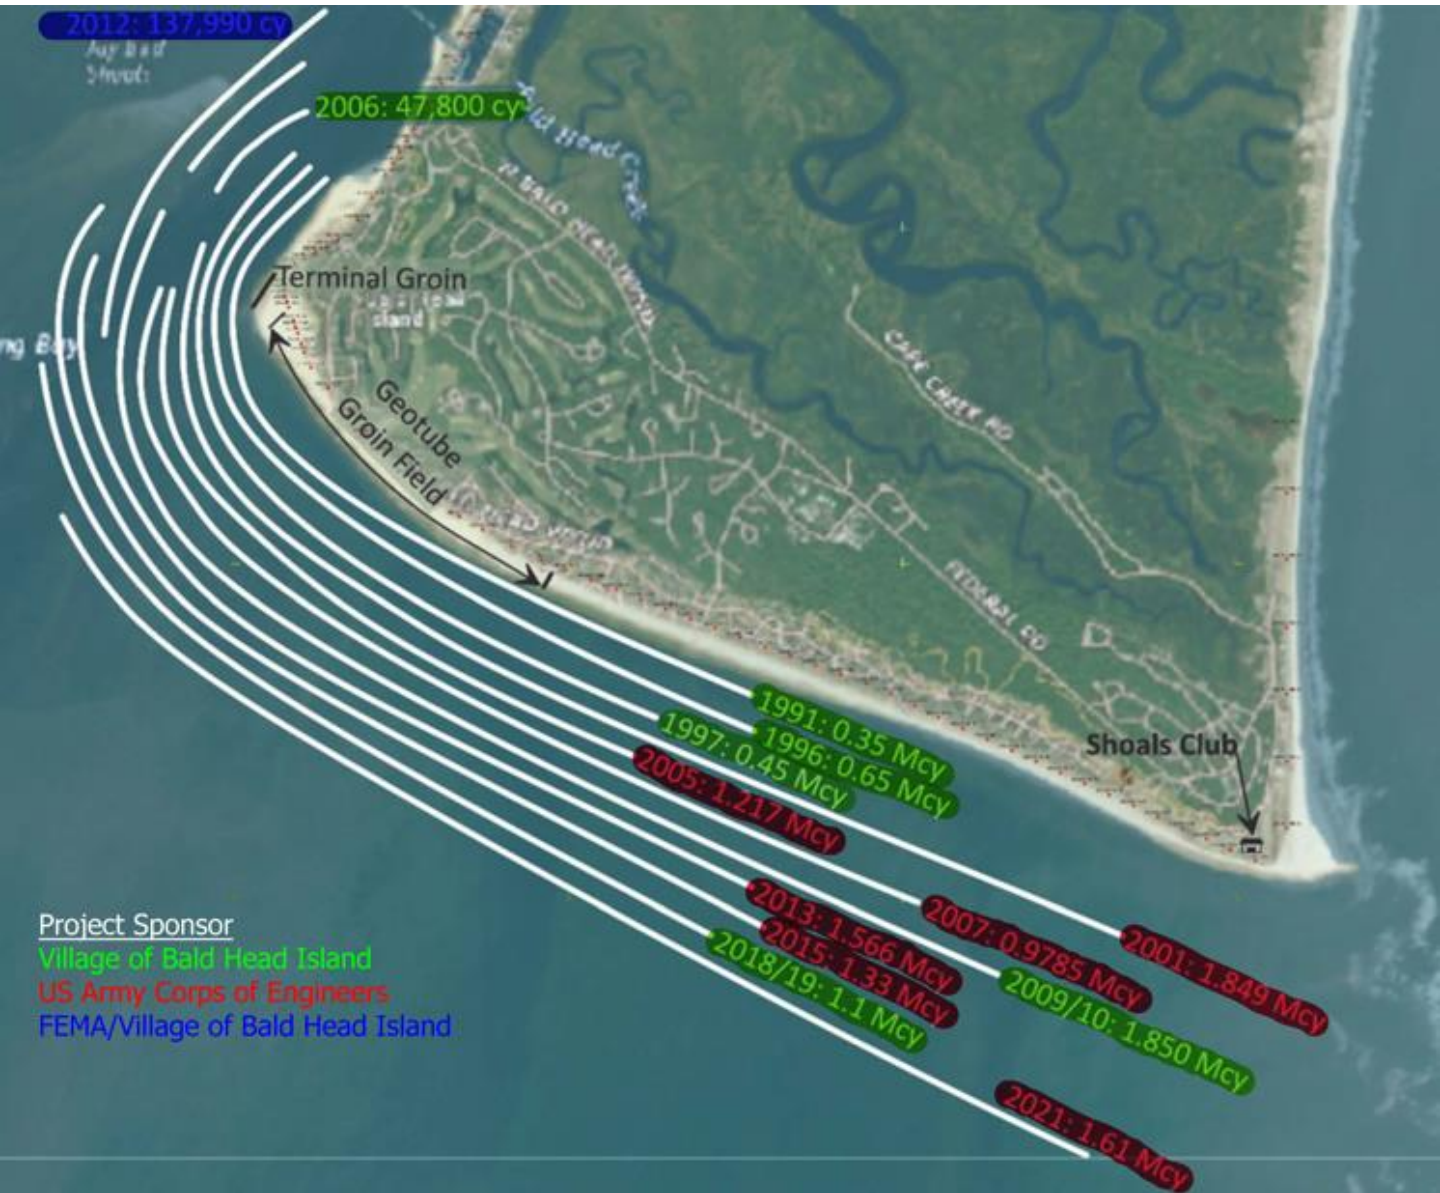 2012: 137,990 cy
2006: 47,800 cy
Bald Head Creek
N BALD HEAD WYND
Terminal Groin
Island
ng Bay
CAPE CREEK RD
Geotube
Groin Field
FEDERAL RD
Shoals Club
1991: 0.35 Mcy
1996: 0.65 Mcy
1997: 0.45 Mcy
2005: 1.217 Mcy
2001: 1.849 Mcy
2007: 0.9785 Mcy
2013: 1.566 Mcy
2015: 1.33 Mcy
2009/10: 1.850 Mcy
2018/19: 1.1 Mcy
2021: 1.61 Mcy
Project Sponsor
Village of Bald Head Island
US Army Corps of Engineers
FEMA/Village of Bald Head Island